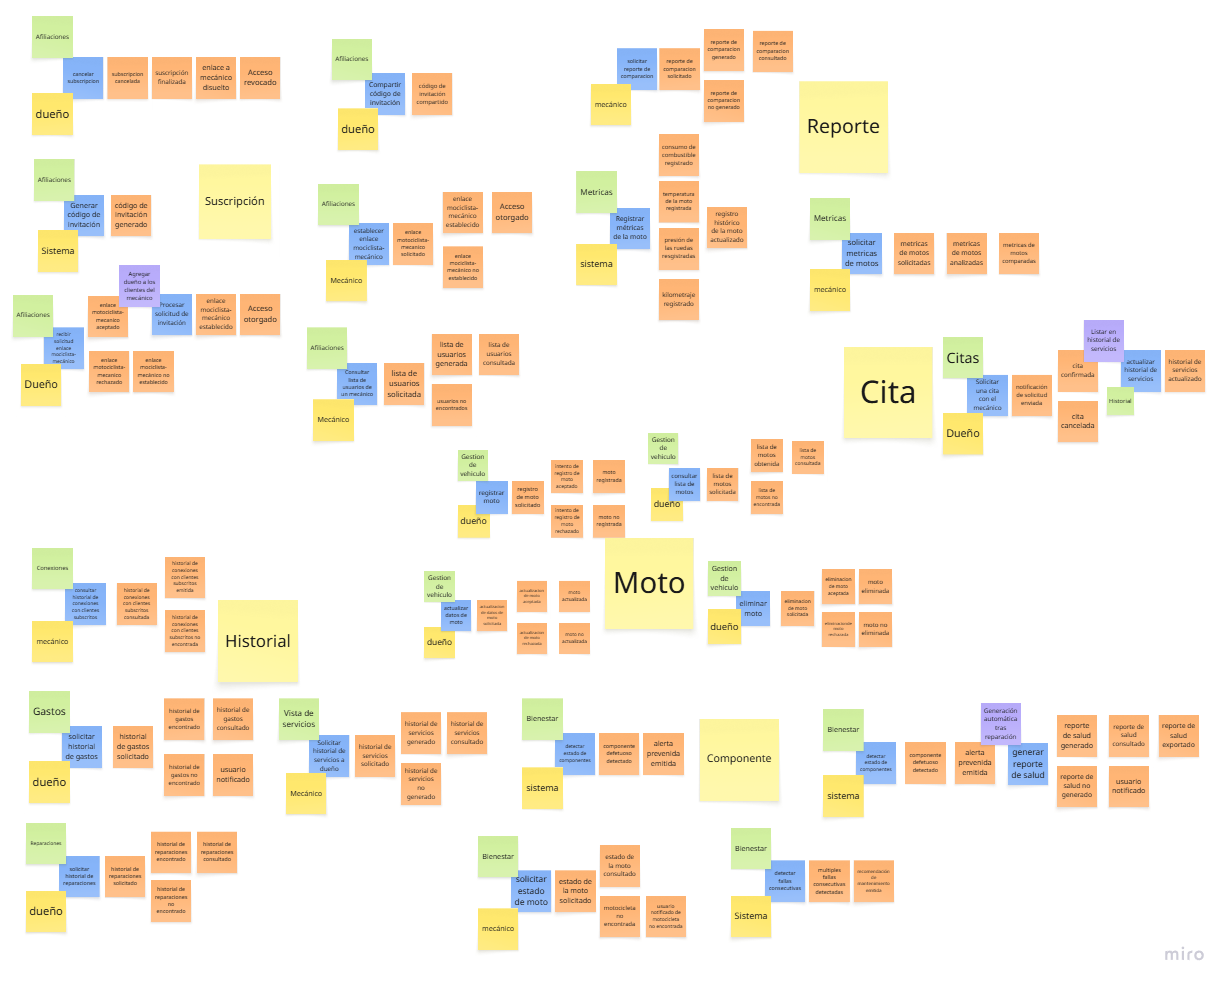 Afiliaciones
cancelar
subscripcion
subscripcion
cancelada
suscripción
finalizada
enlace a
mecánico
disuelto
Acceso
revocado
dueño
Afiliaciones
Compartir
código de
invitación
código de
invitación
compartido
dueño
solicitar
reporte de
comparacion
reporte de
comparacion
solicitado
reporte de
comparacion
generado
reporte de
comparacion
consultado
reporte de
comparacion
no generado
mecánico
Reporte
Afiliaciones
Generar
código de
invitación
código de
invitación
generado
Sistema
Suscripción
Afiliaciones
establecer
enlace
mociclista-
mecánico
enlace
motociclista-
mecanico
solicitado
enlace
mociclista-
mecánico
establecido
Acceso
otorgado
enlace
mociclista-
mecánico no
establecido
Mecánico
Metricas
Registrar
métricas
de la moto
consumo de
combustible
registrado
temperatura
de la moto
registrada
presión de
las ruedas
resgistradas
kilometraje
registrado
registro
histórico
de la moto
actualizado
sistema
Metricas
solicitar
metricas
de motos
metricas
de motos
solicitadas
metricas
de motos
analizadas
metricas de
motos
comparadas
mecánico
Afiliaciones
recibir
solicitud
enlace
mociclista-
mecánico
enlace
motociclista-
mecanico
aceptado
Agregar
dueño a los
clientes del
mecánico
Procesar
solicitud de
invitación
enlace
mociclista-
mecánico
establecido
Acceso
otorgado
enlace
motociclista-
mecanico
rechazado
enlace
mociclista-
mecánico no
establecido
Dueño
Afiliaciones
Consultar
lista de
usuarios de
un mecánico
lista de
usuarios
solicitada
lista de
usuarios
generada
lista de
usuarios
consultada
usuarios no
encontrados
Mecánico
Cita
Citas
Solicitar
una cita
con el
mecánico
notificación
de solicitud
enviada
cita
confirmada
cita
cancelada
Listar en
historial de
servicios
actualizar
historial de
servicios
historial de
servicios
actualizado
Historial
Dueño
Gestion
de
vehiculo
registrar
moto
registro
de moto
solicitado
intento de
registro de
moto
aceptado
moto
registrada
intento de
registro de
moto
rechazado
moto no
registrada
dueño
Gestion
de
vehiculo
consultar
lista de
motos
lista de
motos
solicitada
lista de
motos
obtenida
lista de
motos
consultada
lista de
motos no
encontrada
dueño
Moto
Conexiones
consultar
historial de
conexiones
con clientes
subscritos
historial de
conexiones
con clientes
subscritos
consultada
historial de
conexiones
con clientes
subscritos
emitida
historial de
conexiones
con clientes
subscritos no
encontrada
mecánico
Historial
Gestion
de
vehiculo
actualizar
datos de
moto
actualizacion
de datos de
moto
solicitada
actualizacion
de moto
aceptada
moto
actualizada
actualizacion
de moto
rechazada
moto no
actualizada
dueño
Gestion
de
vehiculo
eliminar
moto
eliminacion
de moto
solicitada
eliminacion
de moto
aceptada
moto
eliminada
eliminacionde
moto
rechazada
moto no
eliminada
dueño
Gastos
solicitar
historial
de gastos
historial
de gastos
solicitado
historial de
gastos
encontrado
historial de
gastos
consultado
historial de
gastos no
encontrado
usuario
notificado
dueño
Vista de
servicios
Solicitar
historial de
servicios a
dueño
historial de
servicios
solicitado
historial de
servicios
generado
historial de
servicios
consultado
historial de
servicios
no
generado
Mecánico
Bienestar
detectar
estado de
componentes
componente
defetuoso
detectado
alerta
prevenida
emitida
sistema
Componente
Bienestar
detectar
estado de
componentes
componente
defetuoso
detectado
alerta
prevenida
emitida
Generación
automática
tras
reparación
generar
reporte
de salud
reporte
de salud
generado
reporte de
salud
consultado
reporte de
salud
exportado
reporte de
salud no
generado
usuario
notificado
sistema
Reparaciones
solicitar
historial de
reparaciones
historial de
reparaciones
solicitado
historial de
reparaciones
encontrado
historial de
reparaciones
consultado
historial de
reparaciones
no
encontrado
dueño
Bienestar
solicitar
estado
de moto
estado de
la moto
solicitado
estado de
la moto
consultado
motocicleta
no
encontrada
usuario
notificado de
motocicleta
no encontrada
mecánico
Bienestar
detectar
fallas
consecutivas
multiples
fallas
consecutivas
detectadas
recomendación
de
mantenimiento
emitida
Sistema
miro